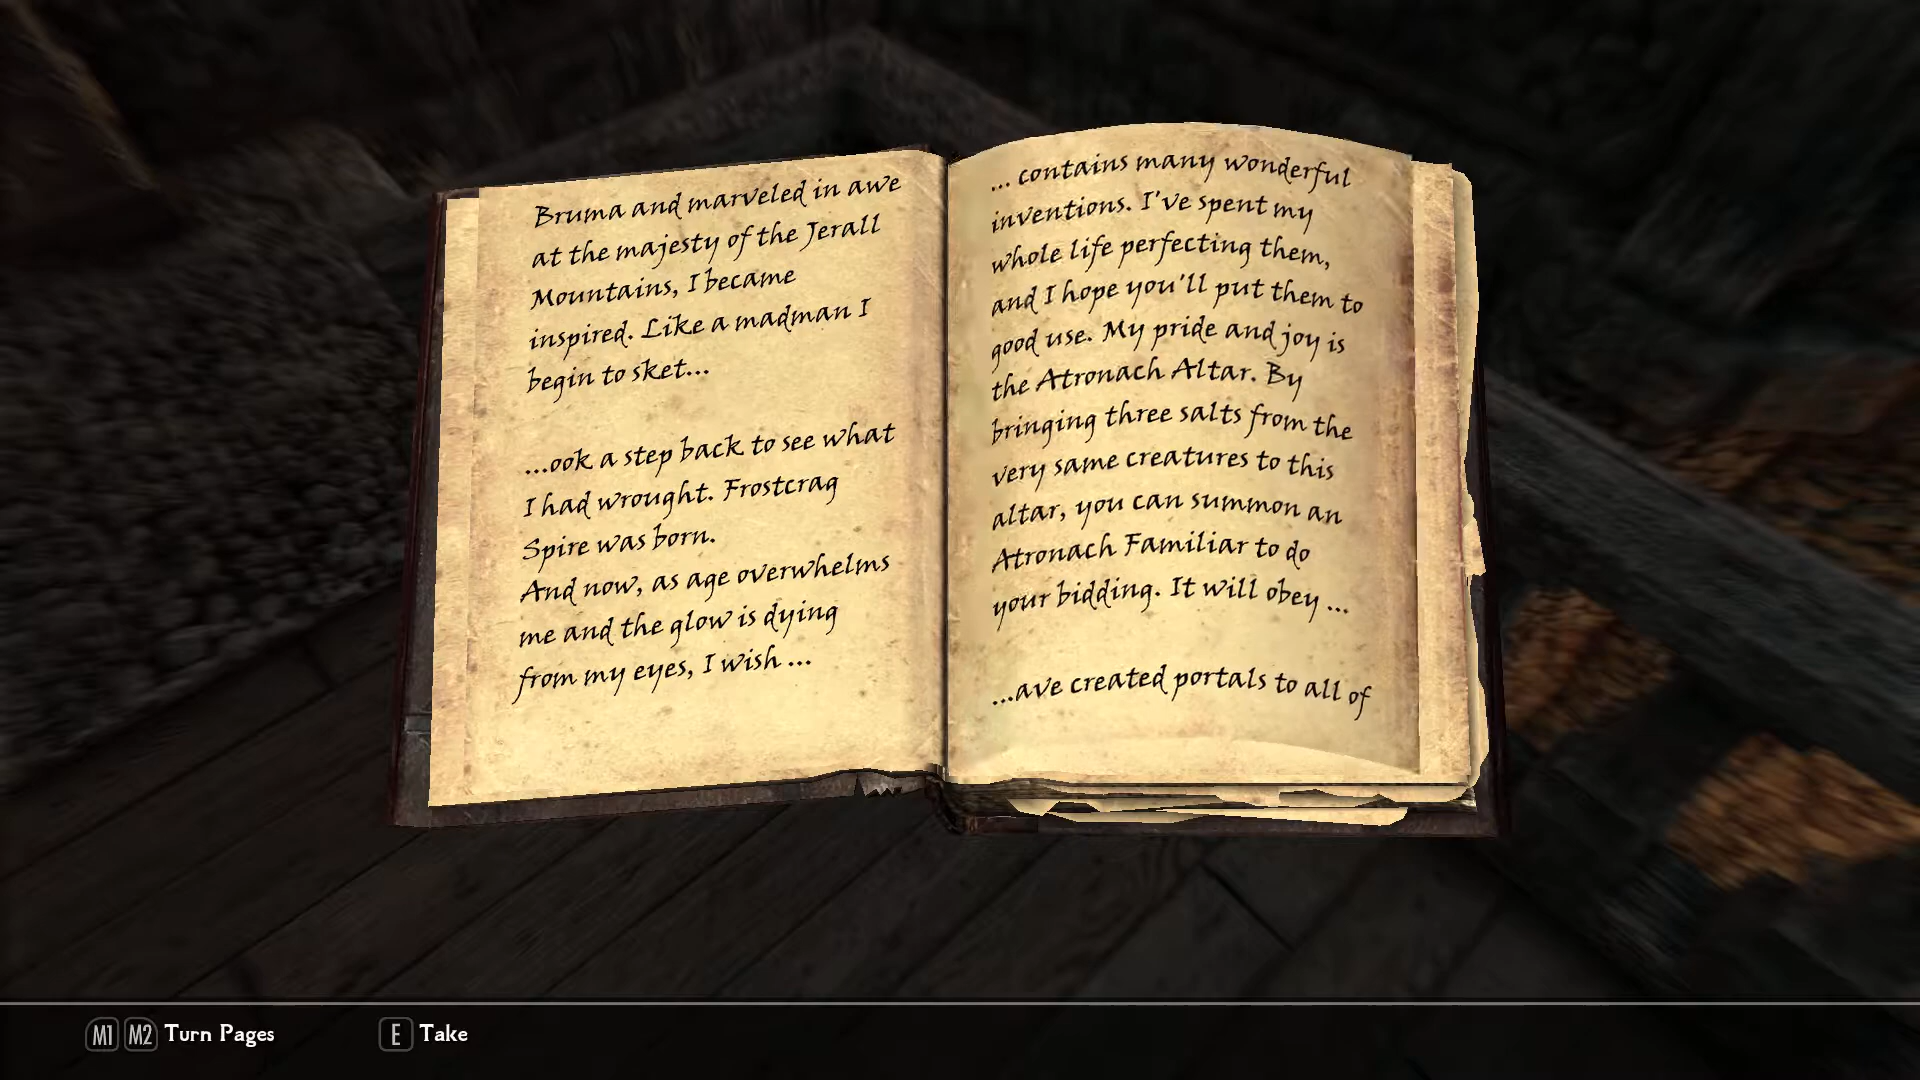 Bruma and marveled in awe
at the majesty of the Jerall
Mountains, I became
inspired. Like a madman I
begin to sket...
...ook a step back to see what
I had wrought. Frostcrag
Spire was born.
And now, as age overwhelms
me and the glow is dying
from my eyes, I wish ...
... contains many wonderful
inventions. I've spent my
whole life perfecting them,
and I hope you'll put them to
good use. My pride and joy is
the Atronach Altar. By
bringing three salts from the
very same creatures to this
altar, you can summon an
Atronach Familiar to do
your bidding. It will obey ...
...ave created portals to all of
M1 M2 Turn Pages
E Take